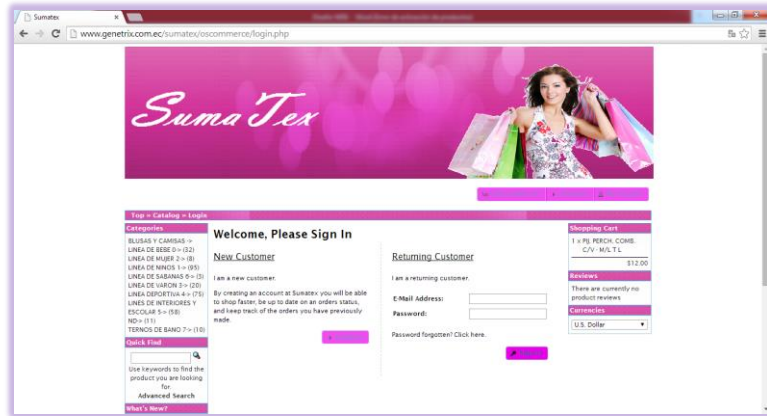 Sumatex
www.genetrix.com.ec/sumatex/oscommerce/login.php
SumaTex
Top » Catalog » Login
Categories
BLUSAS Y CAMISAS ->
LINEA DE BEBE 0-> (32)
LINEA DE MUJER 2-> (8)
LINEA DE NINOS 1-> (95)
LINEA DE SABANAS 6-> (5)
LINEA DE VARON 3-> (20)
LINEA DEPORTIVA 4-> (75)
LINES DE INTERIORES Y
ESCOLAR 5-> (58)
ND-> (11)
TERNOS DE BANO 7-> (10)
Quick Find
Use keywords to find the
product you are looking
for.
Advanced Search
What's New?
Welcome, Please Sign In
New Customer
I am a new customer.
By creating an account at Sumatex you will be able
to shop faster, be up to date on an orders status,
and keep track of the orders you have previously
made.
Returning Customer
I am a returning customer.
E-Mail Address:
Password:
Password forgotten? Click here.
Shopping Cart
1 x PIJ. PERCH. COMB.
C/V - M/L T L
$12.00
Reviews
There are currently no
product reviews
Currencies
U.S. Dollar